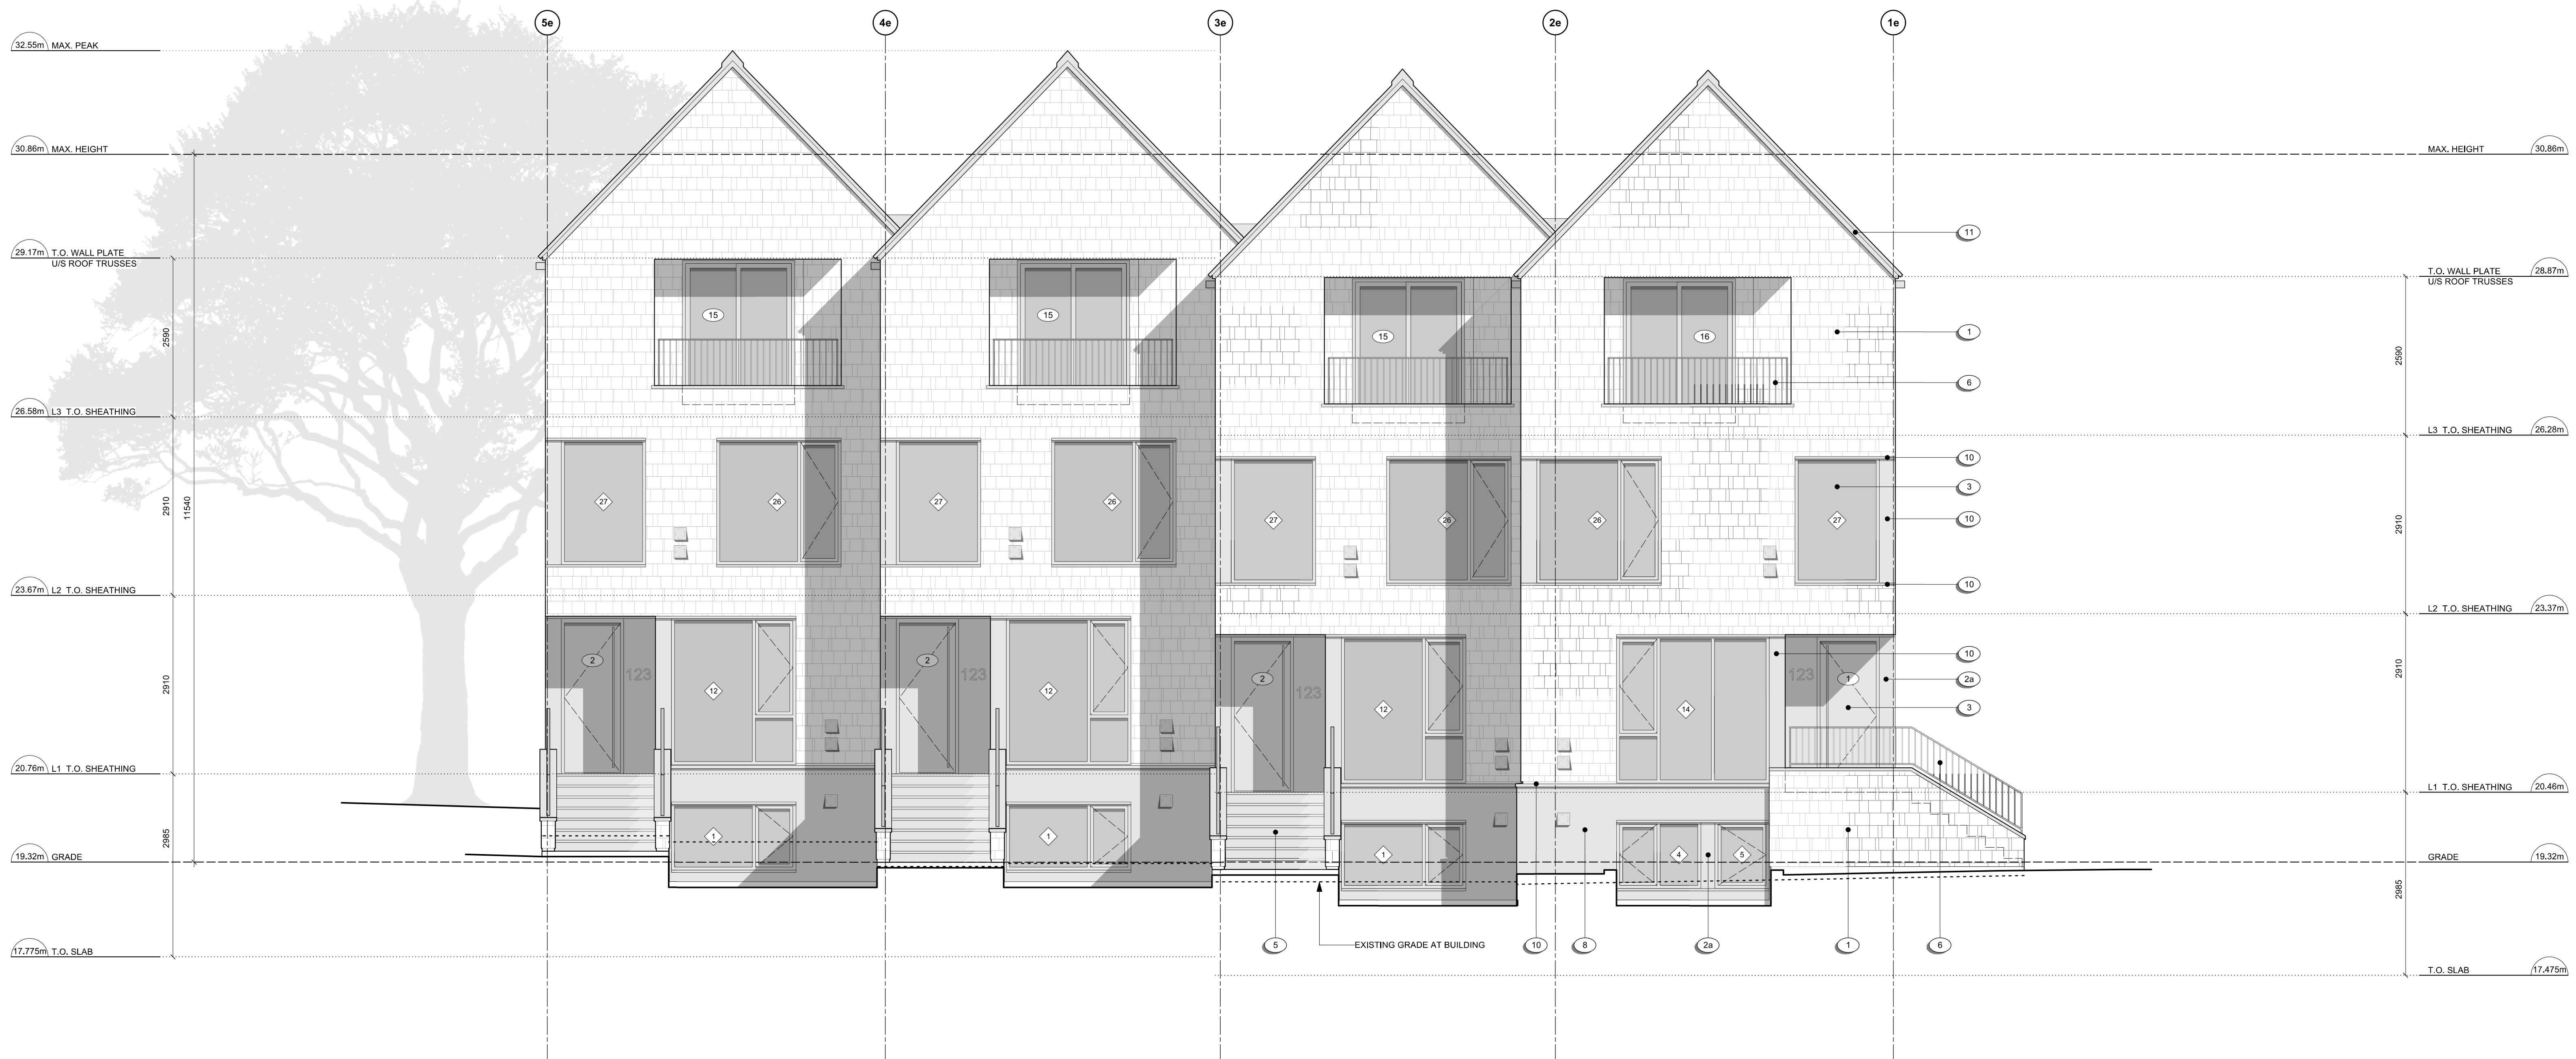 5e
4e
3e
2e
1e
32.55m MAX. PEAK
30.86m MAX. HEIGHT
MAX. HEIGHT 30.86m
29.17m T.O. WALL PLATE
U/S ROOF TRUSSES
T.O. WALL PLATE 28.87m
U/S ROOF TRUSSES
11
15
15
15
16
1
6
2590
2590
26.58m L3 T.O. SHEATHING
L3 T.O. SHEATHING 26.28m
10
3
10
10
27
26
27
26
27
26
26
27
2910
11540
2910
23.67m L2 T.O. SHEATHING
L2 T.O. SHEATHING 23.37m
2
123
12
2
123
12
2
123
12
14
123
1
10
2a
3
2910
2910
20.76m L1 T.O. SHEATHING
L1 T.O. SHEATHING 20.46m
1
1
1
4
5
2985
2985
19.32m GRADE
GRADE 19.32m
5
EXISTING GRADE AT BUILDING
10
8
2a
1
6
17.775m T.O. SLAB
T.O. SLAB 17.475m